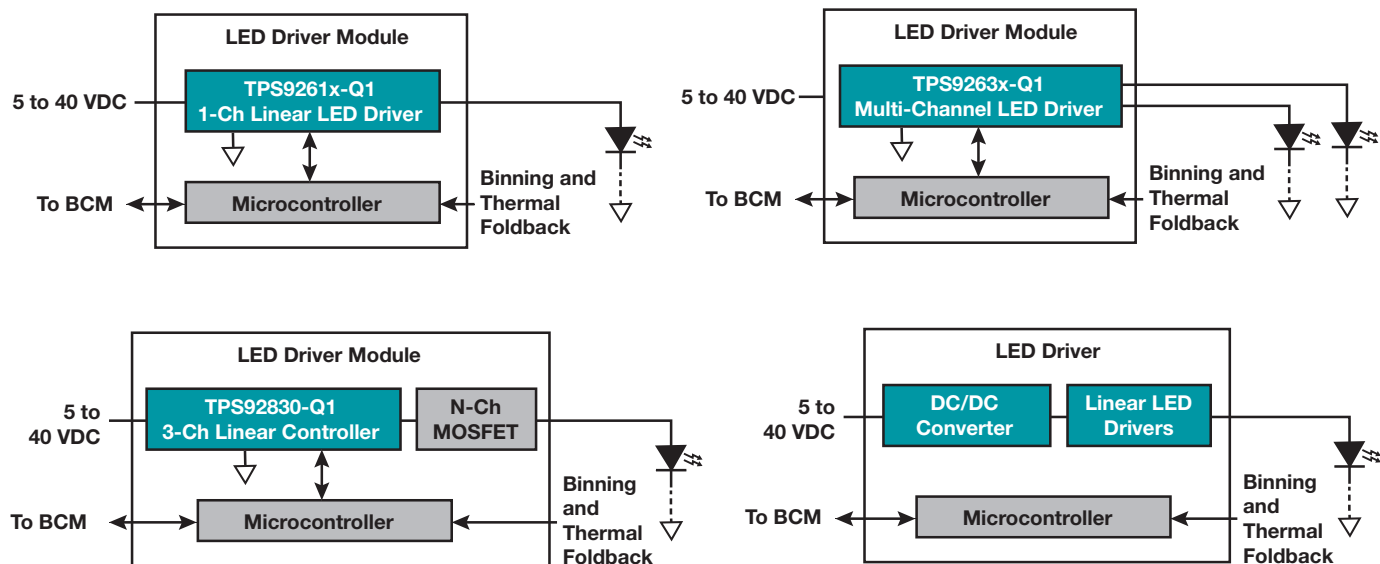 LED Driver Module
TPS9261x-Q1
1-Ch Linear LED Driver
5 to 40 VDC
Microcontroller
To BCM
Binning and
Thermal
Foldback
LED Driver Module
TPS9263x-Q1
Multi-Channel LED Driver
5 to 40 VDC
Microcontroller
To BCM
Binning and
Thermal
Foldback
LED Driver Module
TPS92830-Q1
3-Ch Linear Controller
N-Ch
MOSFET
5 to
40 VDC
Microcontroller
To BCM
Binning
and
Thermal
Foldback
LED Driver
DC/DC
Converter
Linear LED
Drivers
5 to
40 VDC
Microcontroller
To BCM
Binning
and
Thermal
Foldback